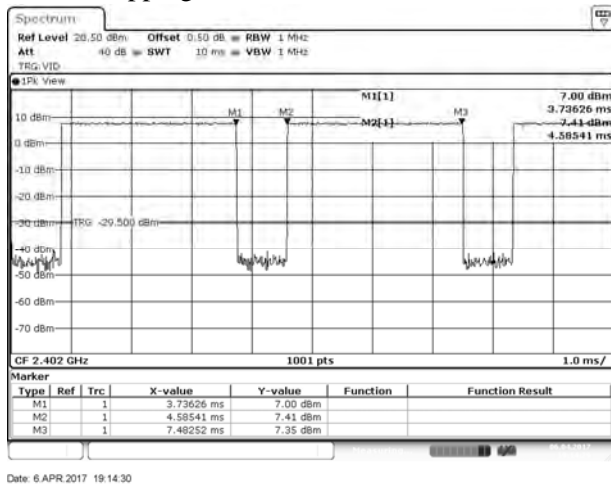 Spectrum
Ref Level 20.50 dBm Offset 0.50 dB RBW 1 MHz
Att 40 dB SWT 10 ms VBW 1 MHz
TRG:VID
1Pk View
M1[1] 7.00 dBm
3.73626 ms
M2[1] 7.41 dBm
4.58541 ms
M1 M2 M3
10 dBm
0 dBm
-10 dBm
-20 dBm
-30 dBm TRG -29.500 dBm
-40 dBm
-50 dBm
-60 dBm
-70 dBm
CF 2.402 GHz 1001 pts 1.0 ms/
Marker
Type Ref Trc X-value Y-value Function Function Result
M1 1 3.73626 ms 7.00 dBm
M2 1 4.58541 ms 7.41 dBm
M3 1 7.48252 ms 7.35 dBm
Date: 6.APR.2017 19:14:30